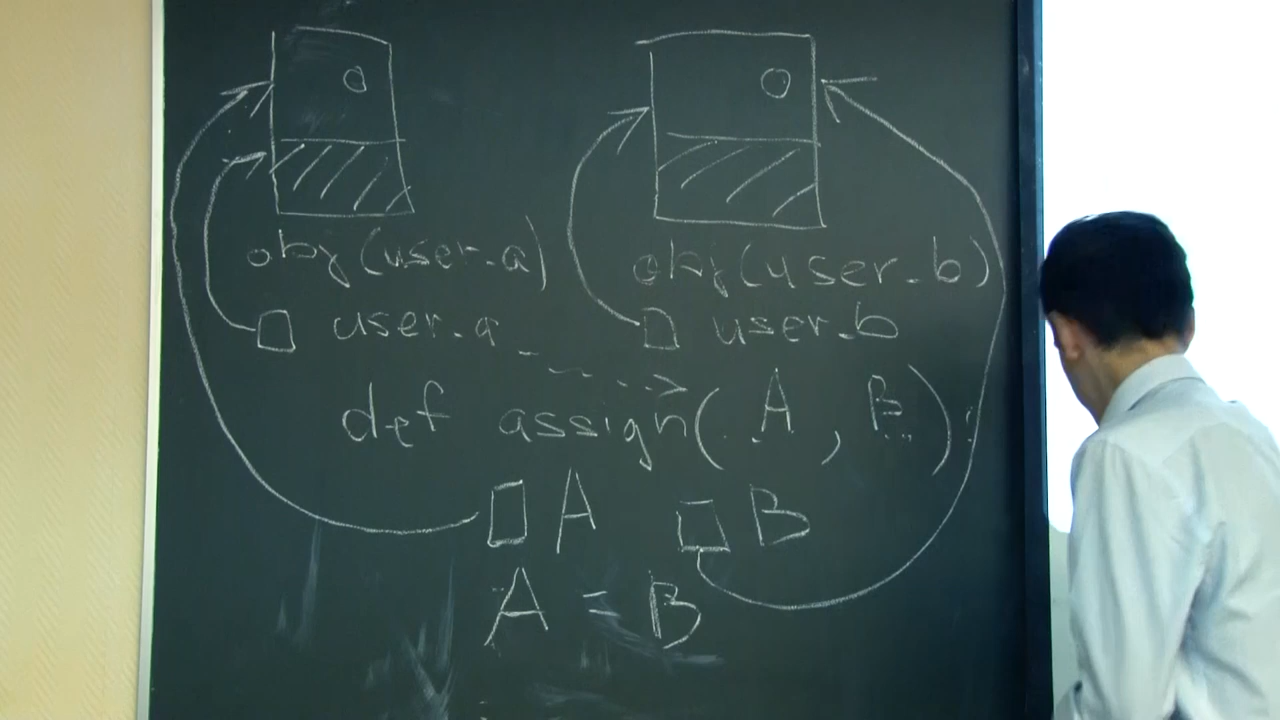 obj(user.a) obj(user.b)
user.a user.b
def assign(A, B):
A B
A = B